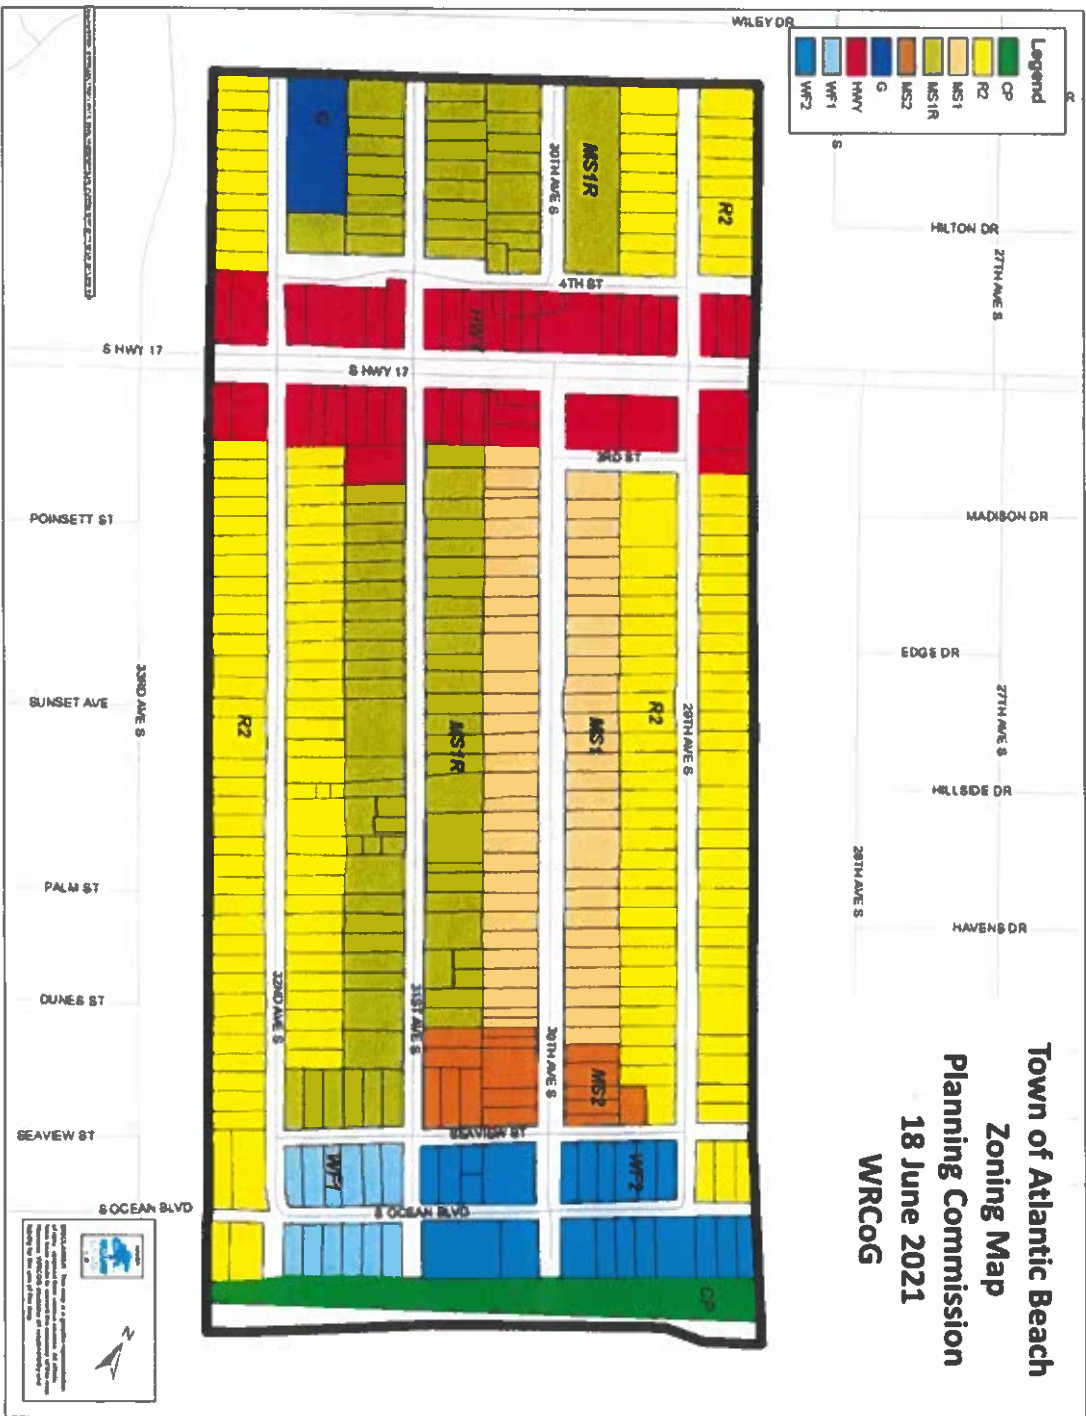 Town of Atlantic Beach
Zoning Map
Planning Commission
18 June 2021
WRCoG
Legend
CP
R2
MS1
MS1R
MS2
G
HWY
WF1
WF2
WILEY DR
R
S
HILTON DR
27TH AVE S
MADISON DR
EDGE DR
27TH AVE S
HILLSIDE DR
28TH AVE S
HAVENS DR
G
30TH AVE S
MS1R
R2
4TH ST
HWY
S HWY 17
S HWY 17
3RD ST
POINSETT ST
33RD AVE S
SUNSET AVE
R2
MS1R
MS1
R2
29TH AVE S
PALM ST
DUNES ST
32ND AVE S
31ST AVE S
30TH AVE S
MS2
SEAVIEW ST
SEAVIEW ST
WF1
WF2
S OCEAN BLVD
S OCEAN BLVD
CP
N